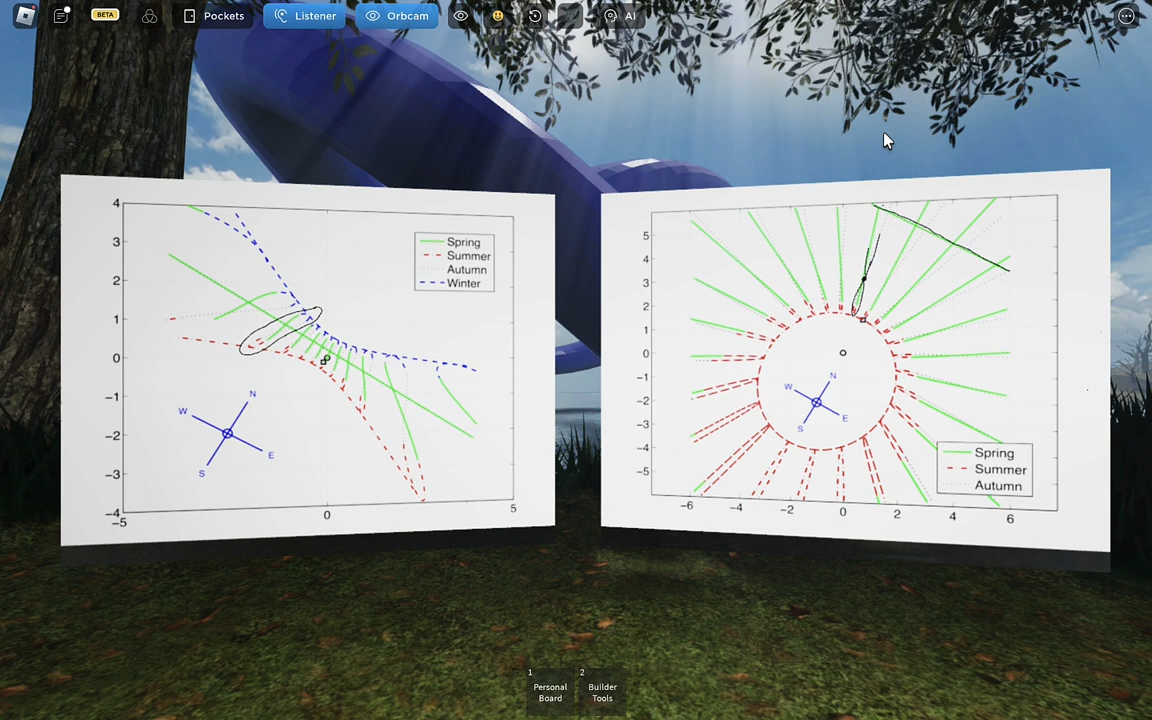 BETA
Pockets
Listener
Orbcam
AI
4
3
2
1
0
-1
-2
-3
-4
-5
0
5
Spring
Summer
Autumn
Winter
N
W
E
S
5
4
3
2
1
0
-1
-2
-3
-4
-5
-6
-4
-2
0
2
4
6
N
W
E
S
Spring
Summer
Autumn
1
Personal
Board
2
Builder
Tools